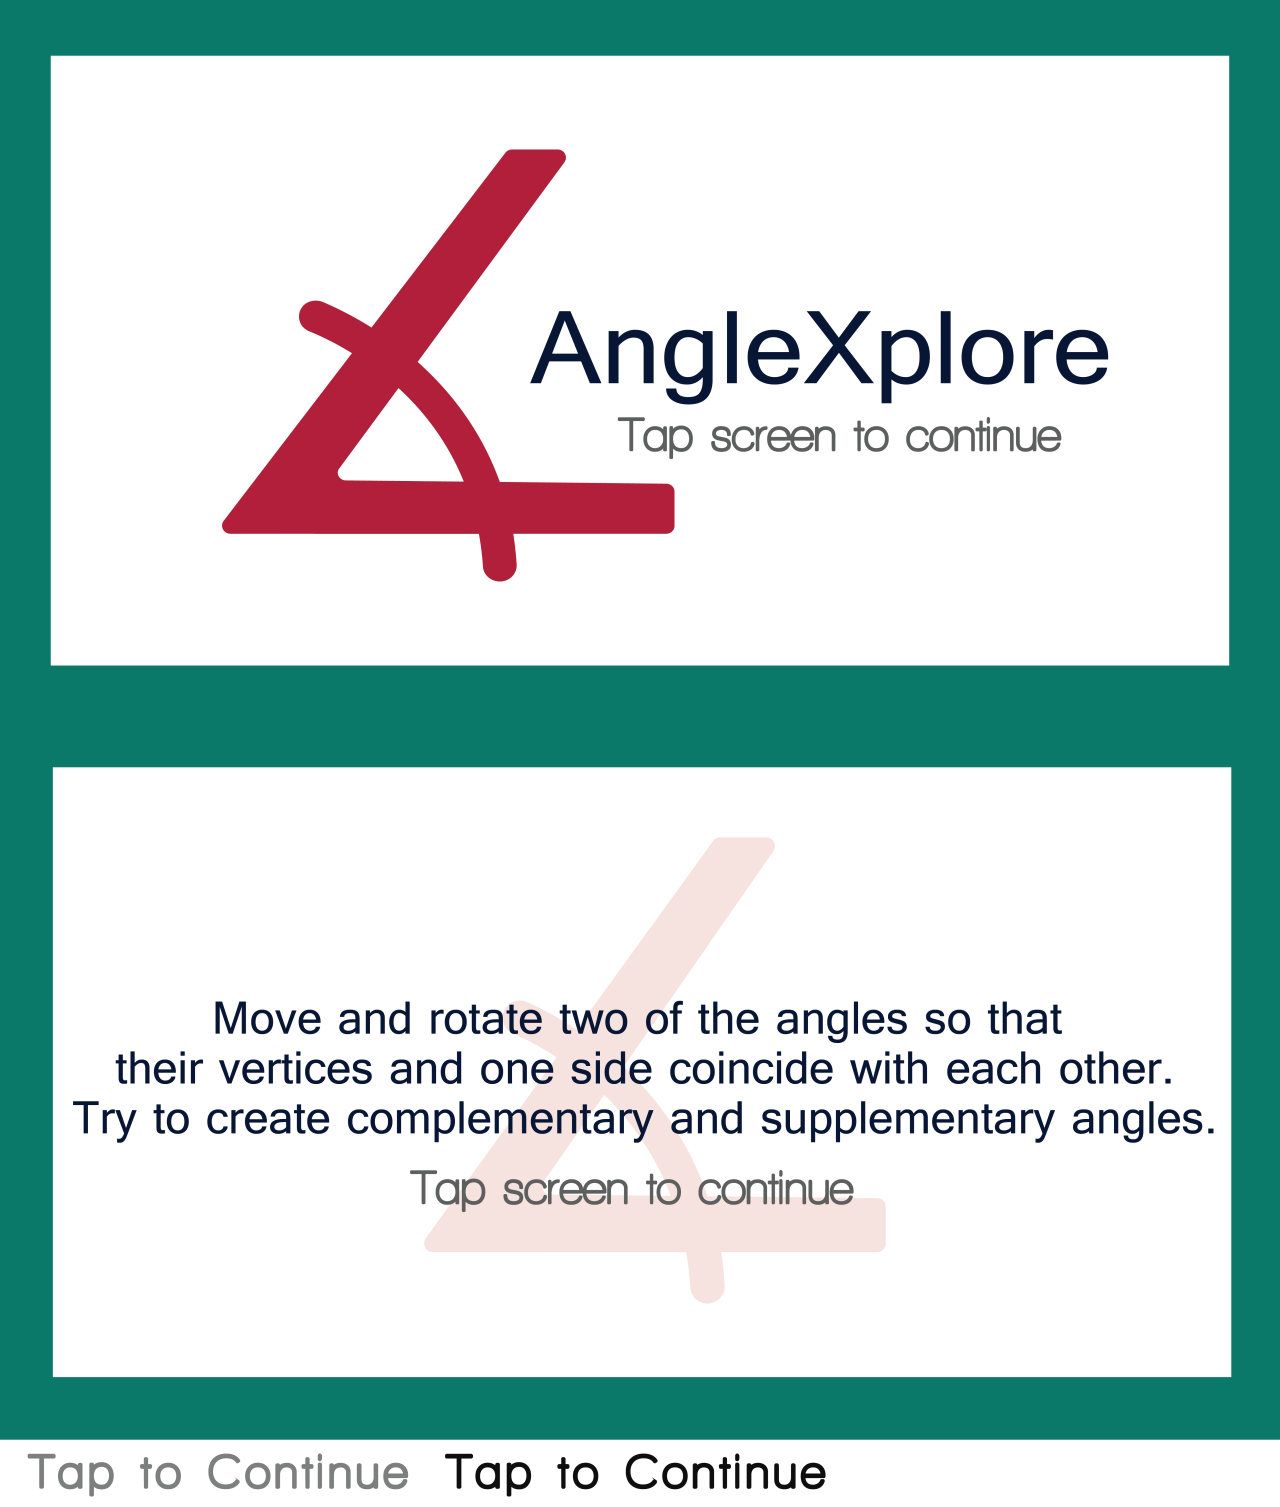 AngleXplore
Tap screen to continue
Move and rotate two of the angles so that
their vertices and one side coincide with each other.
Try to create complementary and supplementary angles.
Tap screen to continue
Tap to Continue Tap to Continue